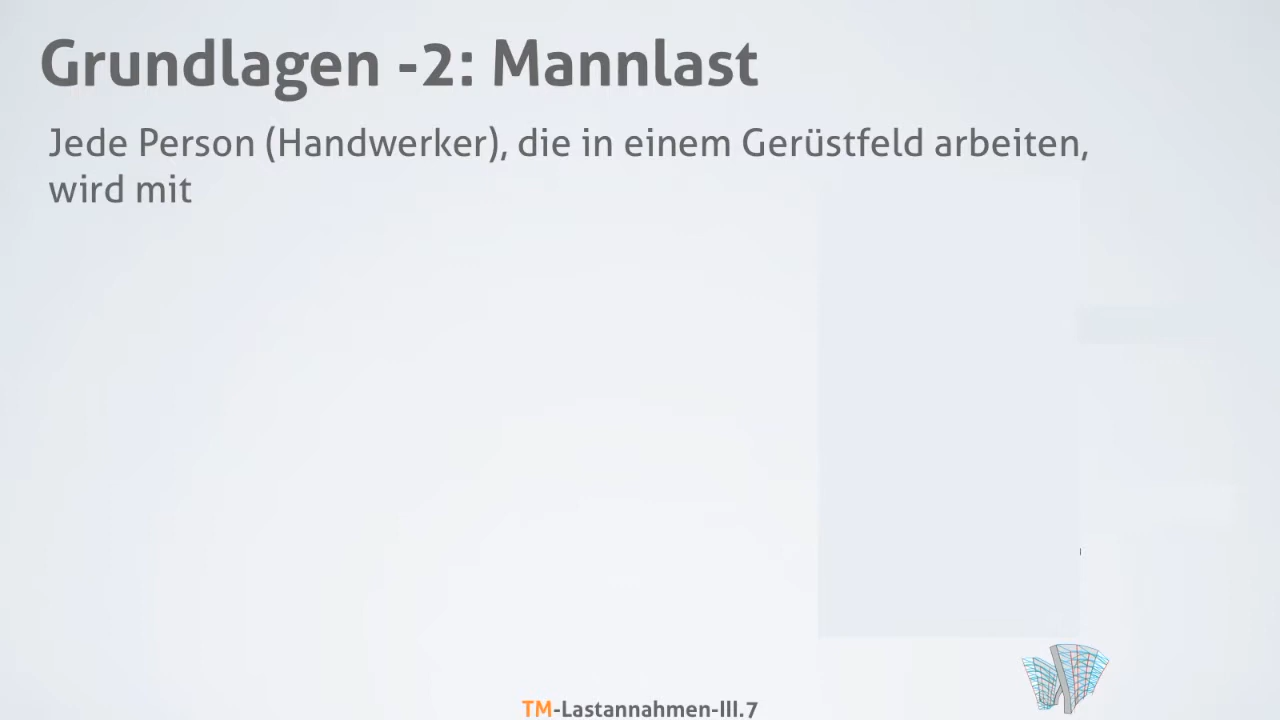 Grundlagen -2: Mannlast
Jede Person (Handwerker), die in einem Gerüstfeld arbeiten,
wird mit
TM-Lastannahmen-III.7